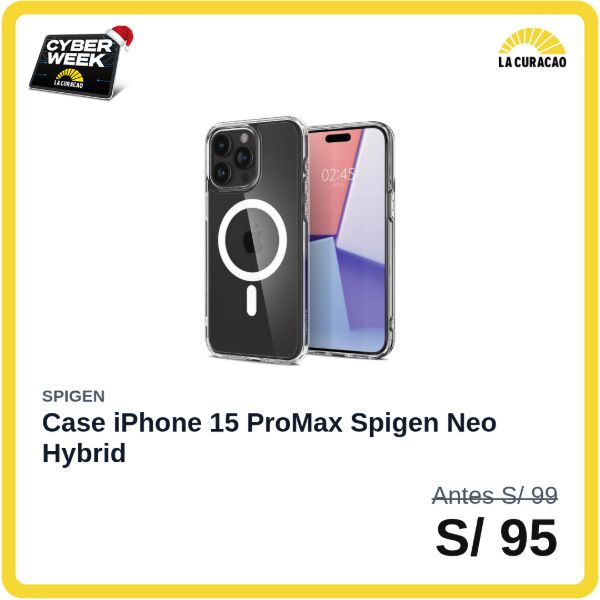 CYBER
WEEK
LA CURACAO
LA CURACAO
02:45
SPIGEN
Case iPhone 15 ProMax Spigen Neo
Hybrid
Antes S/ 99
S/ 95